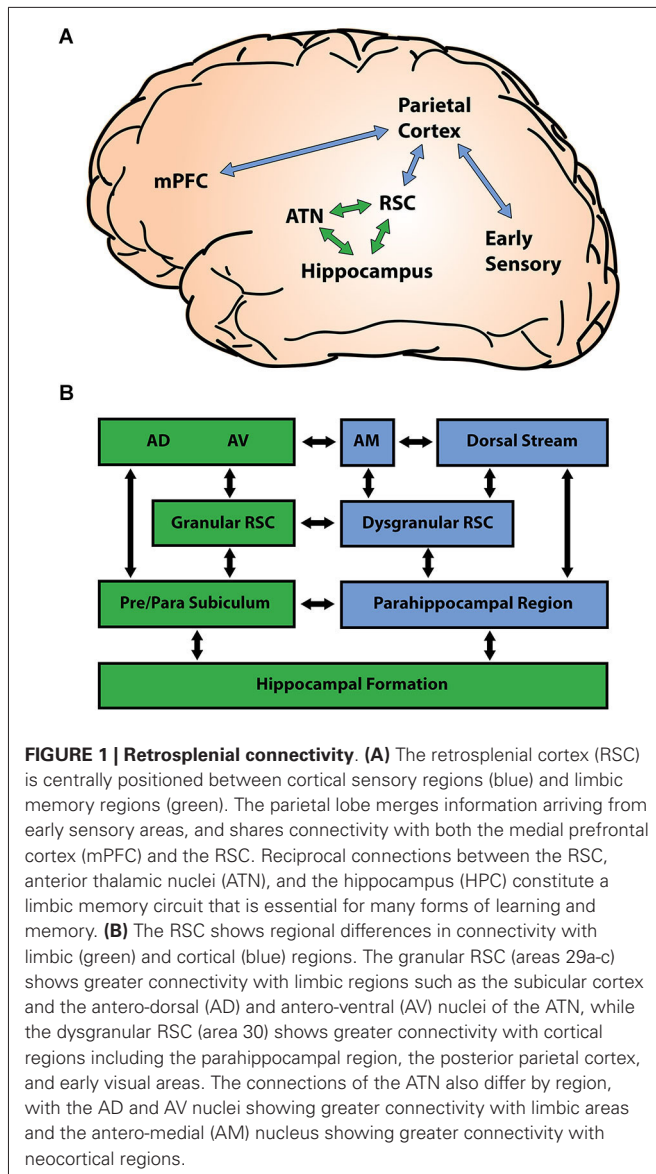 A
Parietal
Cortex
mPFC
ATN
RSC
Hippocampus
Early
Sensory
B
AD AV
AM
Dorsal Stream
Granular RSC
Dysgranular RSC
Pre/Para Subiculum
Parahippocampal Region
Hippocampal Formation
FIGURE 1 | Retrosplenial connectivity. (A) The retrosplenial cortex (RSC)
is centrally positioned between cortical sensory regions (blue) and limbic
memory regions (green). The parietal lobe merges information arriving from
early sensory areas, and shares connectivity with both the medial prefrontal
cortex (mPFC) and the RSC. Reciprocal connections between the RSC,
anterior thalamic nuclei (ATN), and the hippocampus (HPC) constitute a
limbic memory circuit that is essential for many forms of learning and
memory. (B) The RSC shows regional differences in connectivity with
limbic (green) and cortical (blue) regions. The granular RSC (areas 29a-c)
shows greater connectivity with limbic regions such as the subicular cortex
and the antero-dorsal (AD) and antero-ventral (AV) nuclei of the ATN, while
the dysgranular RSC (area 30) shows greater connectivity with cortical
regions including the parahippocampal region, the posterior parietal cortex,
and early visual areas. The connections of the ATN also differ by region,
with the AD and AV nuclei showing greater connectivity with limbic areas
and the antero-medial (AM) nucleus showing greater connectivity with
neocortical regions.